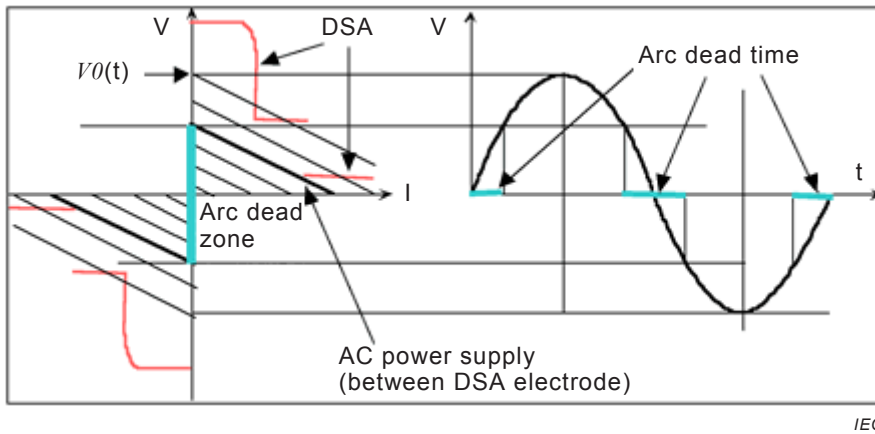 V
DSA
V
Arc dead time
V0(t)
I
t
Arc dead
zone
AC power supply
(between DSA electrode)
IEC